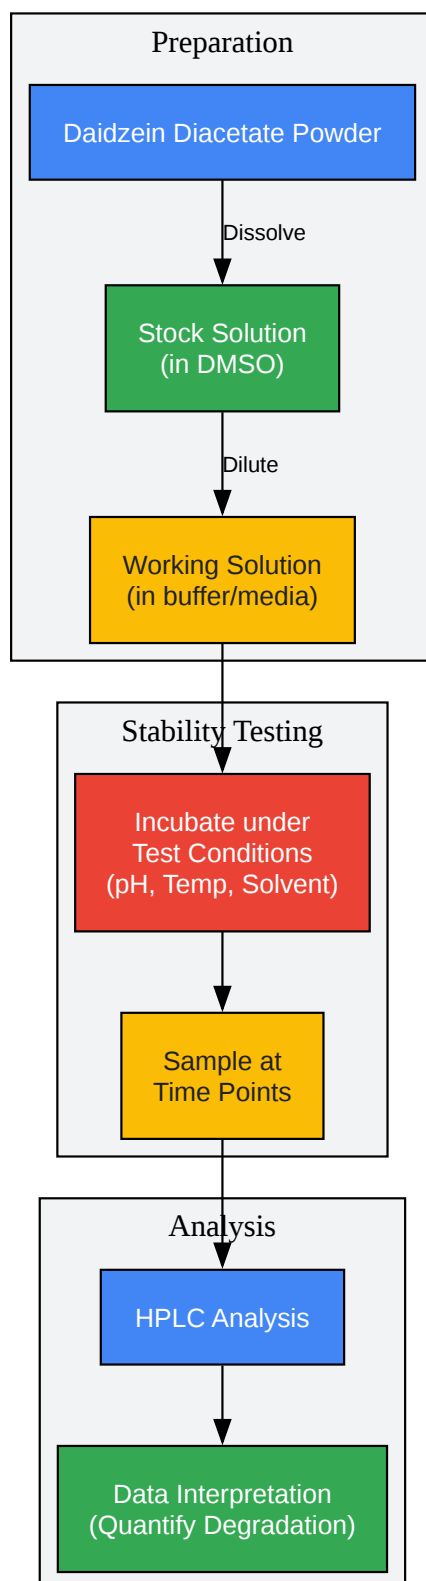 Preparation
Daidzein Diacetate Powder
Dissolve
Stock Solution
(in DMSO)
Dilute
Working Solution
(in buffer/media)
Stability Testing
Incubate under
Test Conditions
(pH, Temp, Solvent)
Sample at
Time Points
Analysis
HPLC Analysis
Data Interpretation
(Quantify Degradation)